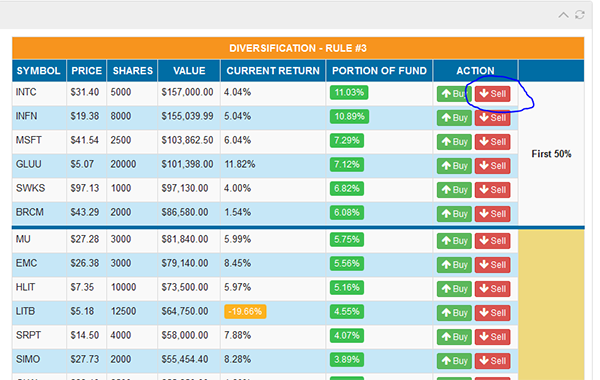 DIVERSIFICATION - RULE #3
SYMBOL PRICE SHARES VALUE CURRENT RETURN PORTION OF FUND ACTION
INTC $31.40 5000 $157,000.00 4.04% 11.03% Buy Sell
INFN $19.38 8000 $155,039.99 5.04% 10.89% Buy Sell
MSFT $41.54 2500 $103,862.50 6.04% 7.29% Buy Sell
First 50%
GLUU $5.07 20000 $101,398.00 11.82% 7.12% Buy Sell
SWKS $97.13 1000 $97,130.00 4.00% 6.82% Buy Sell
BRCM $43.29 2000 $86,580.00 1.54% 6.08% Buy Sell
MU $27.28 3000 $81,840.00 5.99% 5.75% Buy Sell
EMC $26.38 3000 $79,140.00 8.45% 5.56% Buy Sell
HLIT $7.35 10000 $73,500.00 5.97% 5.16% Buy Sell
LITB $5.18 12500 $64,750.00 -19.66% 4.55% Buy Sell
SRPT $14.50 4000 $58,000.00 7.88% 4.07% Buy Sell
SIMO $27.73 2000 $55,454.40 8.28% 3.89% Buy Sell